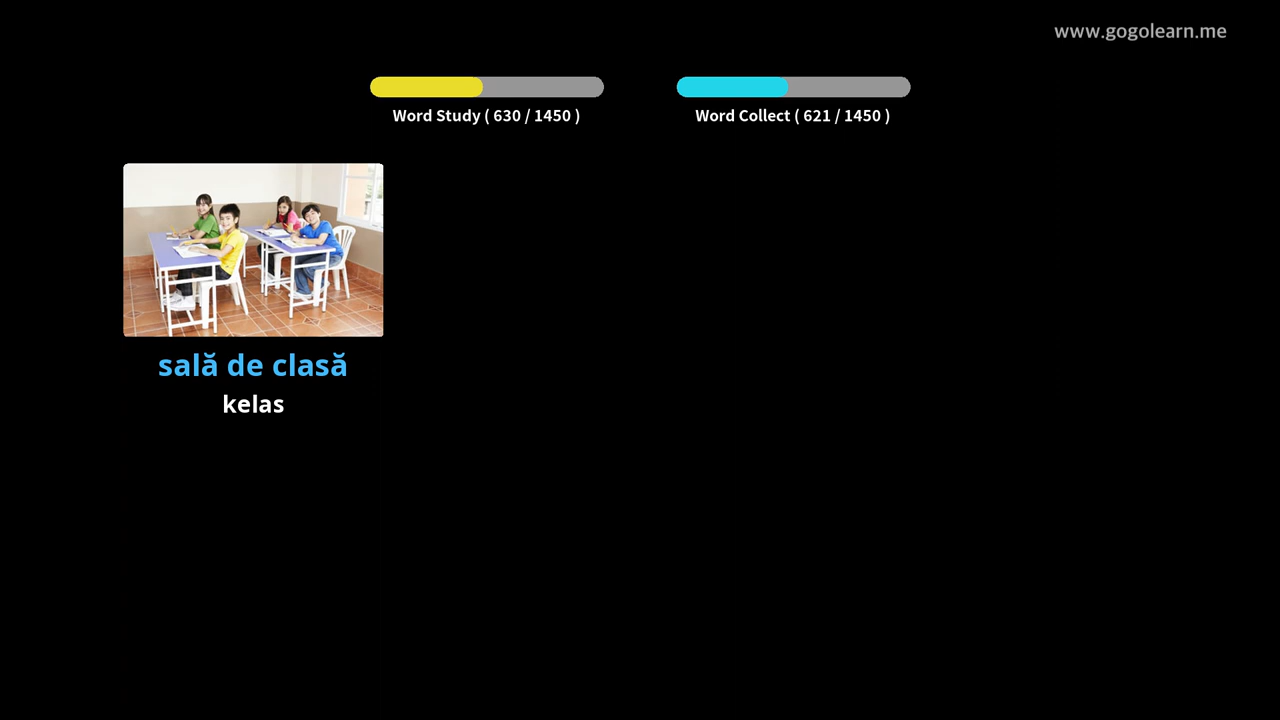 www.gogolearn.me
Word Study ( 630 / 1450 )
Word Collect ( 621 / 1450 )
sală de clasă
kelas